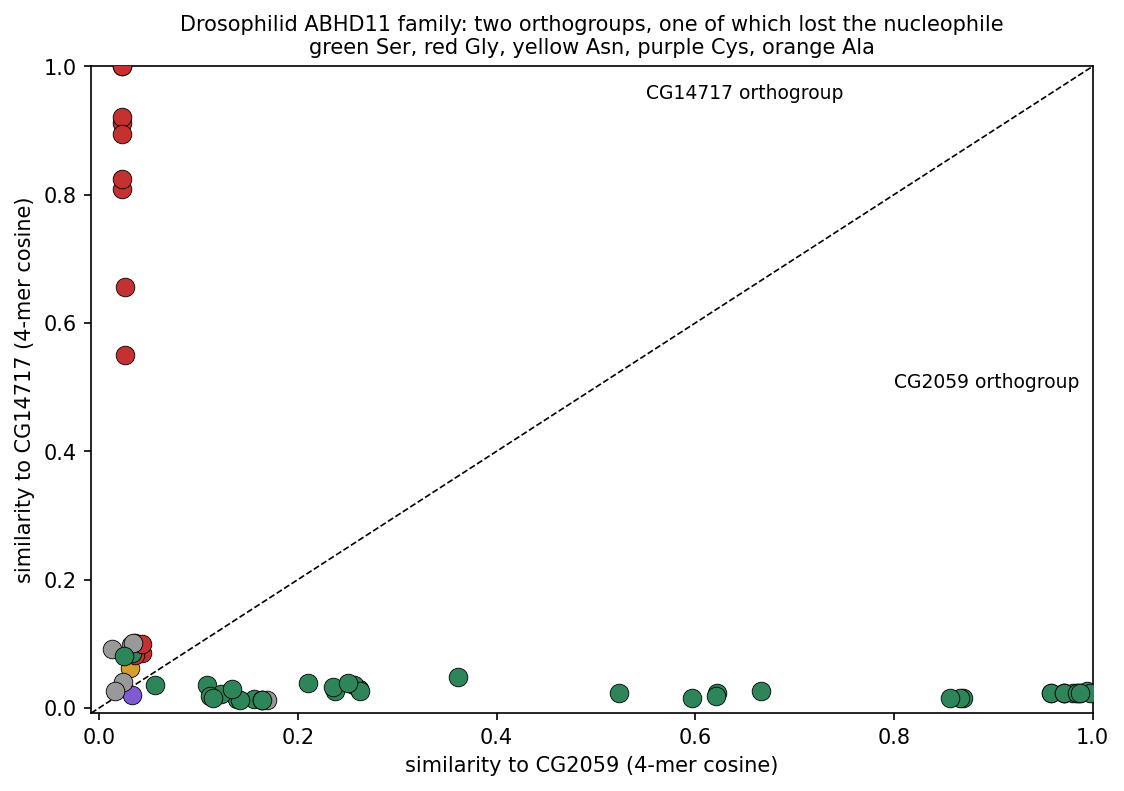 Drosophilid ABHD11 family: two orthogroups, one of which lost the nucleophile
green Ser, red Gly, yellow Asn, purple Cys, orange Ala
CG14717 orthogroup
CG2059 orthogroup
similarity to CG14717 (4-mer cosine)
1.0
0.8
0.6
0.4
0.2
0.0
0.0 0.2 0.4 0.6 0.8 1.0
similarity to CG2059 (4-mer cosine)